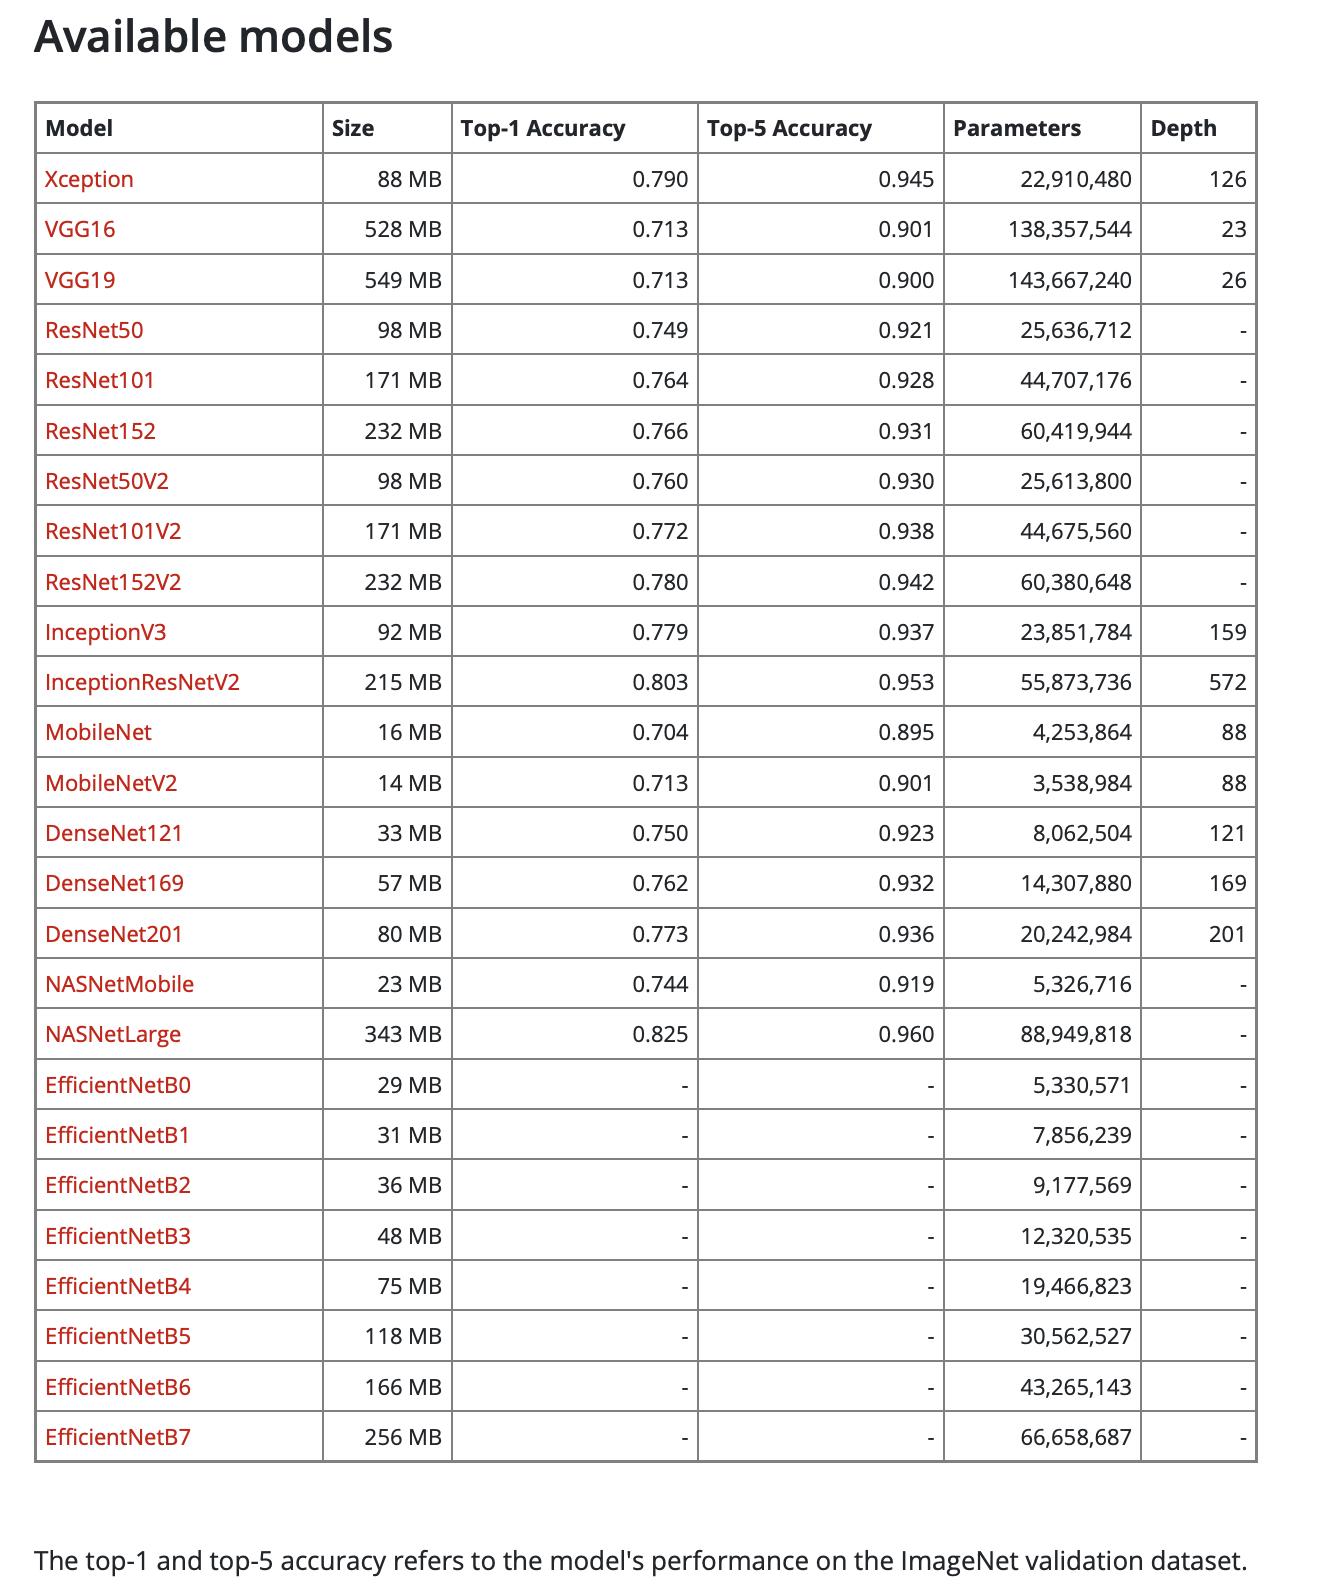 Available models
Model Size Top-1 Accuracy Top-5 Accuracy Parameters Depth
Xception 88 MB 0.790 0.945 22,910,480 126
VGG16 528 MB 0.713 0.901 138,357,544 23
VGG19 549 MB 0.713 0.900 143,667,240 26
ResNet50 98 MB 0.749 0.921 25,636,712 -
ResNet101 171 MB 0.764 0.928 44,707,176 -
ResNet152 232 MB 0.766 0.931 60,419,944 -
ResNet50V2 98 MB 0.760 0.930 25,613,800 -
ResNet101V2 171 MB 0.772 0.938 44,675,560 -
ResNet152V2 232 MB 0.780 0.942 60,380,648 -
InceptionV3 92 MB 0.779 0.937 23,851,784 159
InceptionResNetV2 215 MB 0.803 0.953 55,873,736 572
MobileNet 16 MB 0.704 0.895 4,253,864 88
MobileNetV2 14 MB 0.713 0.901 3,538,984 88
DenseNet121 33 MB 0.750 0.923 8,062,504 121
DenseNet169 57 MB 0.762 0.932 14,307,880 169
DenseNet201 80 MB 0.773 0.936 20,242,984 201
NASNetMobile 23 MB 0.744 0.919 5,326,716 -
NASNetLarge 343 MB 0.825 0.960 88,949,818 -
EfficientNetB0 29 MB - - 5,330,571 -
EfficientNetB1 31 MB - - 7,856,239 -
EfficientNetB2 36 MB - - 9,177,569 -
EfficientNetB3 48 MB - - 12,320,535 -
EfficientNetB4 75 MB - - 19,466,823 -
EfficientNetB5 118 MB - - 30,562,527 -
EfficientNetB6 166 MB - - 43,265,143 -
EfficientNetB7 256 MB - - 66,658,687 -
The top-1 and top-5 accuracy refers to the model's performance on the ImageNet validation dataset.